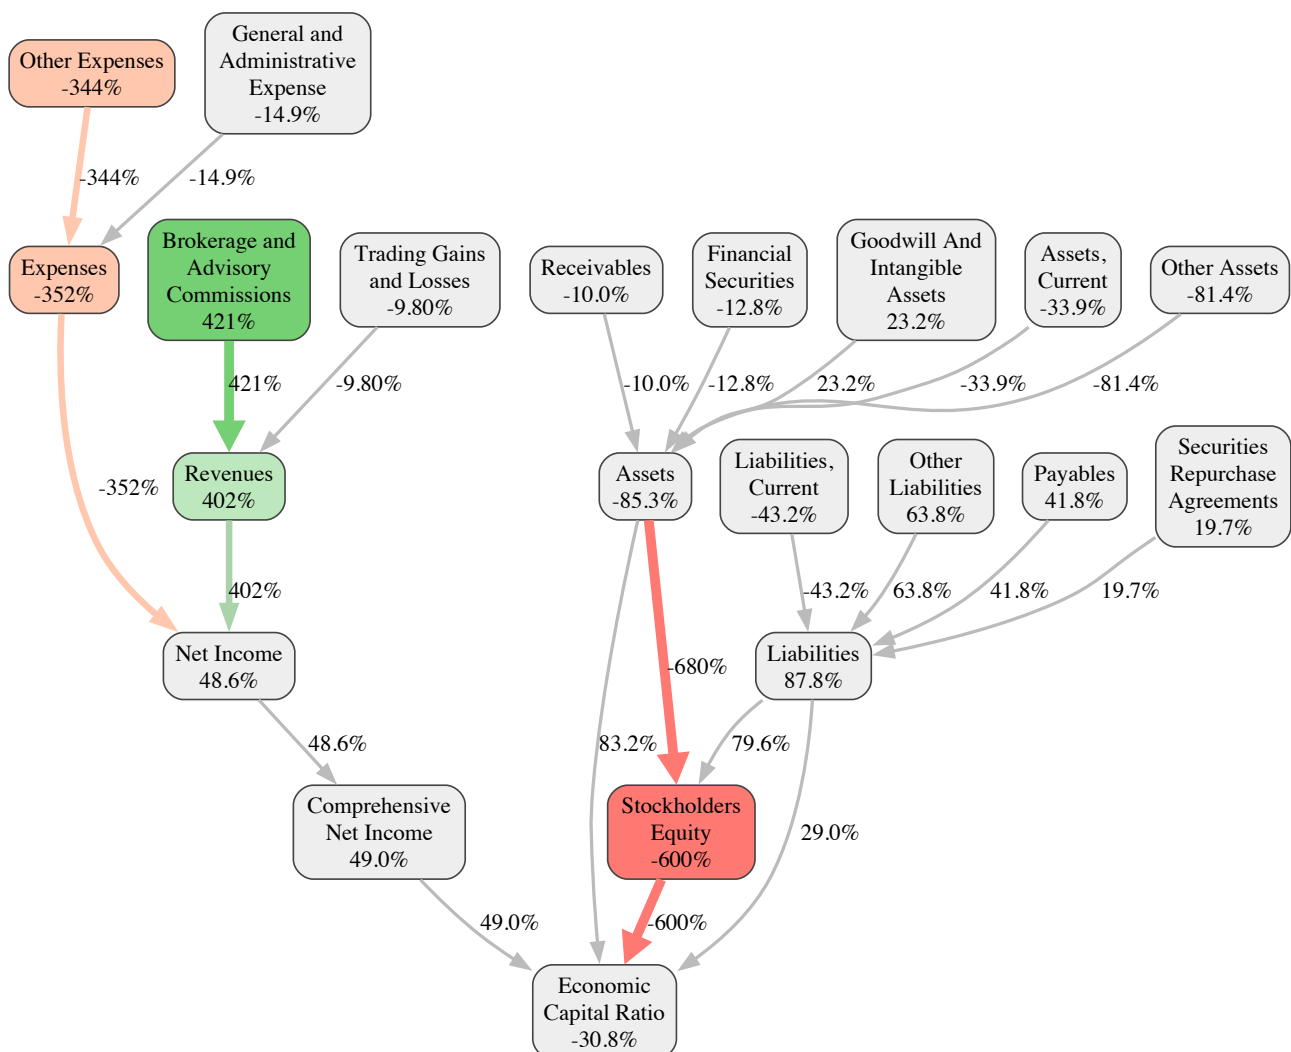 Other Expenses
-344%
General and
Administrative
Expense
-14.9%
-344%
-14.9%
Expenses
-352%
Brokerage and
Advisory
Commissions
421%
Trading Gains
and Losses
-9.80%
Receivables
-10.0%
Financial
Securities
-12.8%
Goodwill And
Intangible
Assets
23.2%
Assets,
Current
-33.9%
Other Assets
-81.4%
421%
-9.80%
-10.0%
-12.8%
23.2%
-33.9%
-81.4%
-352%
Revenues
402%
Assets
-85.3%
Liabilities,
Current
-43.2%
Other
Liabilities
63.8%
Payables
41.8%
Securities
Repurchase
Agreements
19.7%
402%
-43.2%
63.8%
41.8%
19.7%
Net Income
48.6%
-680%
Liabilities
87.8%
48.6%
83.2%
79.6%
Comprehensive
Net Income
49.0%
Stockholders
Equity
-600%
29.0%
49.0%
-600%
Economic
Capital Ratio
-30.8%